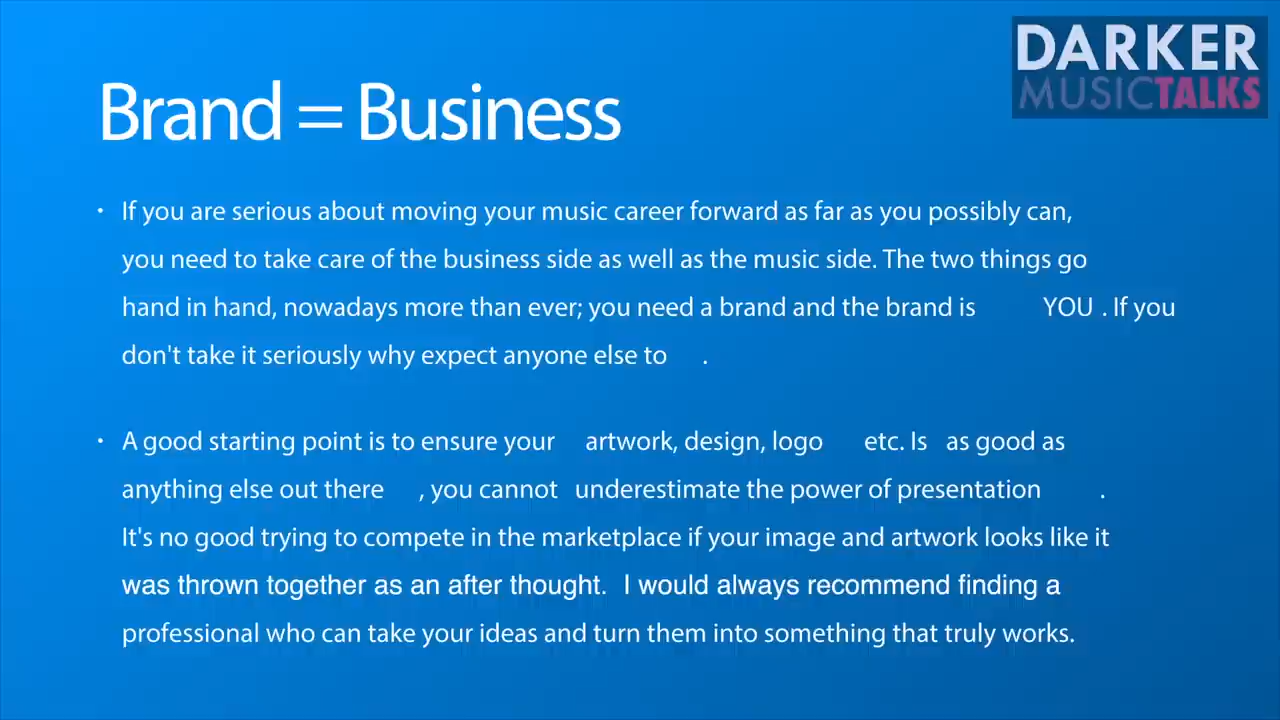 DARKER
MUSICTALKS
Brand = Business
• If you are serious about moving your music career forward as far as you possibly can,
you need to take care of the business side as well as the music side. The two things go
hand in hand, nowadays more than ever; you need a brand and the brand is YOU . If you
don't take it seriously why expect anyone else to .
• A good starting point is to ensure your artwork, design, logo etc. Is as good as
anything else out there , you cannot underestimate the power of presentation .
It's no good trying to compete in the marketplace if your image and artwork looks like it
was thrown together as an after thought. I would always recommend finding a
professional who can take your ideas and turn them into something that truly works.